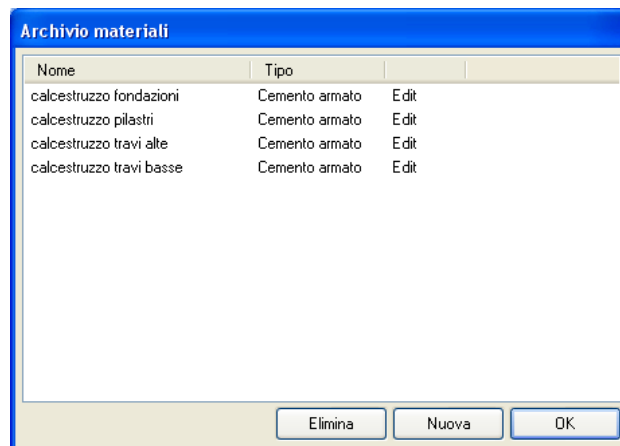 Archivio materiali
Nome Tipo
calcestruzzo fondazioni Cemento armato Edit
calcestruzzo pilastri Cemento armato Edit
calcestruzzo travi alte Cemento armato Edit
calcestruzzo travi basse Cemento armato Edit
Elimina Nuova OK